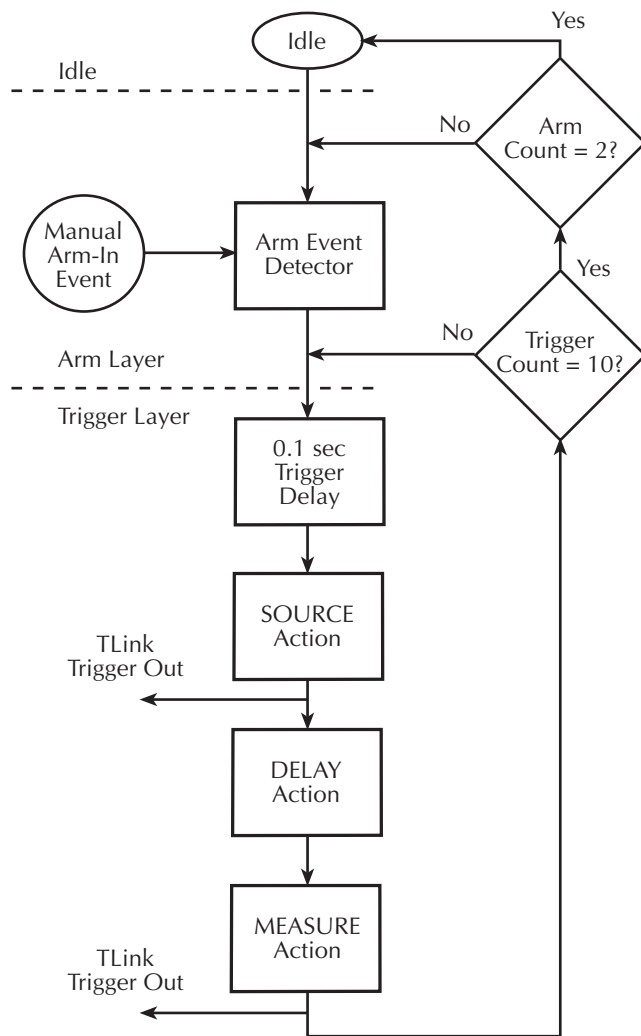 Idle
Yes
Idle
No
Arm
Count = 2?
Manual
Arm-In
Event
Arm Event
Detector
Yes
No
Trigger
Count = 10?
Arm Layer
Trigger Layer
0.1 sec
Trigger
Delay
SOURCE
Action
TLink
Trigger Out
DELAY
Action
MEASURE
Action
TLink
Trigger Out